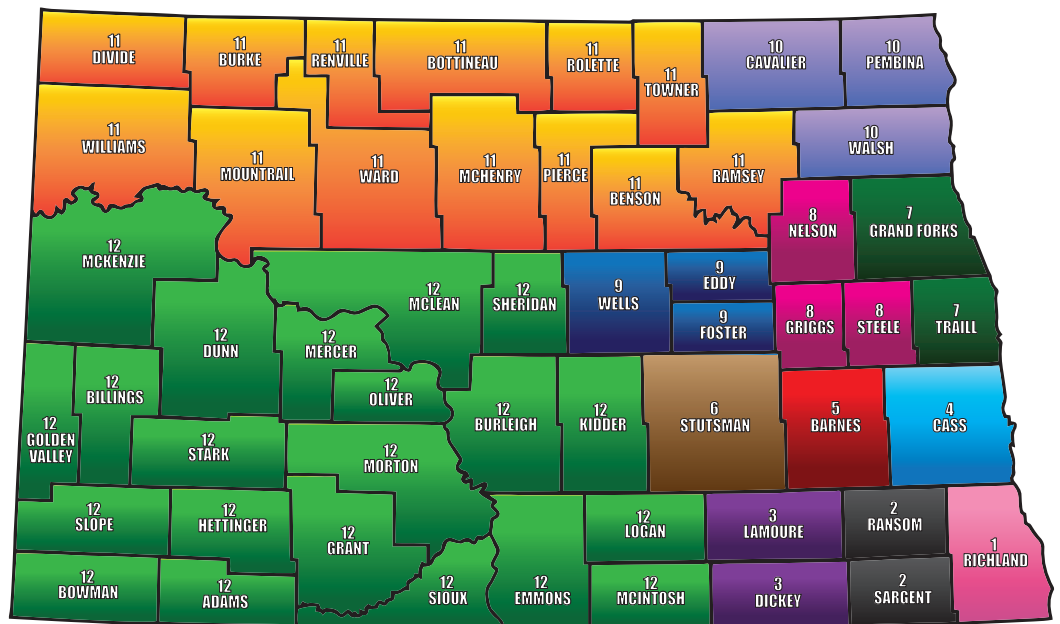 11
DIVIDE
11
BURKE
11
RENVILLE
11
BOTTINEAU
11
ROLETTE
11
TOWNER
10
CAVALIER
10
PEMBINA
11
WILLIAMS
11
MOUNTRAIL
11
WARD
11
MCHENRY
11
PIERCE
11
BENSON
11
RAMSEY
10
WALSH
12
MCKENZIE
12
MCLEAN
12
SHERIDAN
9
WELLS
9
EDDY
9
FOSTER
8
NELSON
7
GRAND FORKS
8
GRIGGS
8
STEELE
7
TRAILL
12
DUNN
12
MERCER
12
OLIVER
12
BILLINGS
12
GOLDEN
VALLEY
12
STARK
12
MORTON
12
BURLEIGH
12
KIDDER
6
STUTSMAN
5
BARNES
4
CASS
12
SLOPE
12
HETTINGER
12
GRANT
12
BOWMAN
12
ADAMS
12
SIOUX
12
EMMONS
12
LOGAN
12
MCINTOSH
3
LAMOURE
3
DICKEY
2
RANSOM
2
SARGENT
1
RICHLAND